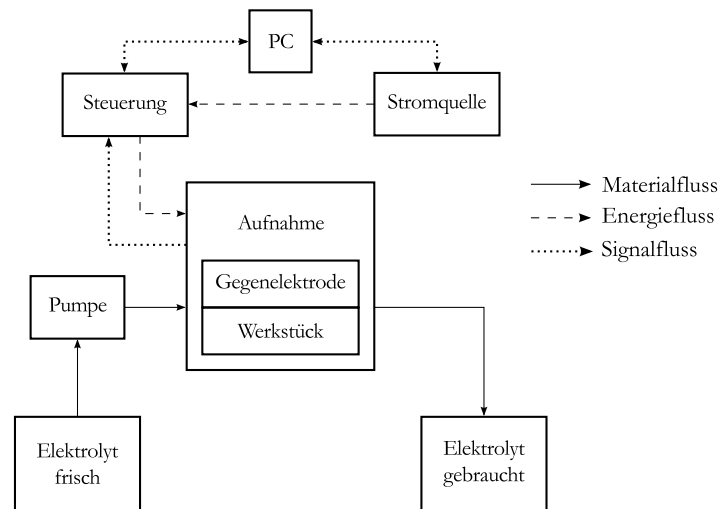 PC
Steuerung
Stromquelle
Aufnahme
Gegenelektrode
Werkstück
Pumpe
Elektrolyt
frisch
Elektrolyt
gebraucht
Materialfluss
Energiefluss
Signalfluss